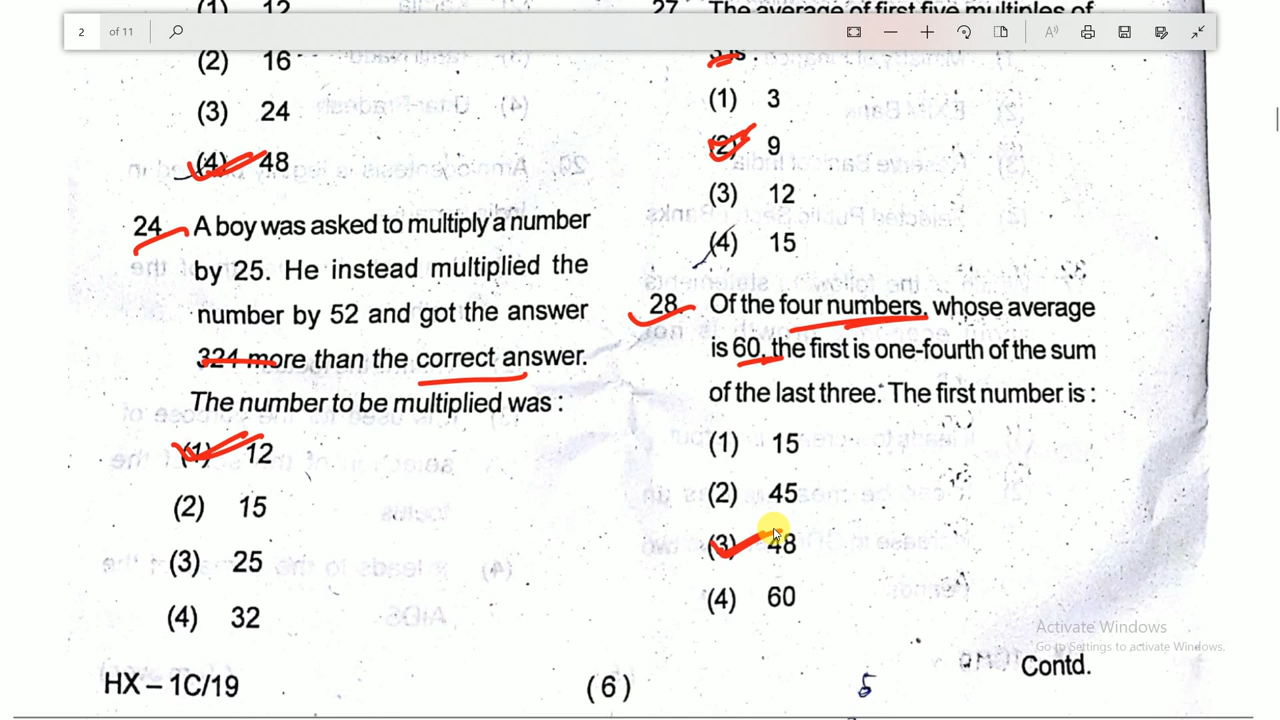 (1) 12
27 The average of first five multiples of
2 of 11
3 is :
(2) 16
(3) 24
(4) 48
24 A boy was asked to multiply a number
by 25. He instead multiplied the
number by 52 and got the answer
324 more than the correct answer.
The number to be multiplied was :
(1) 12
(2) 15
(3) 25
(4) 32
(1) 3
(2) 9
(3) 12
(4) 15
28. Of the four numbers, whose average
is 60, the first is one-fourth of the sum
of the last three. The first number is :
(1) 15
(2) 45
(3) 48
(4) 60
Activate Windows
Go to Settings to activate Windows.
Contd.
HX – 1C/19
(6)
5